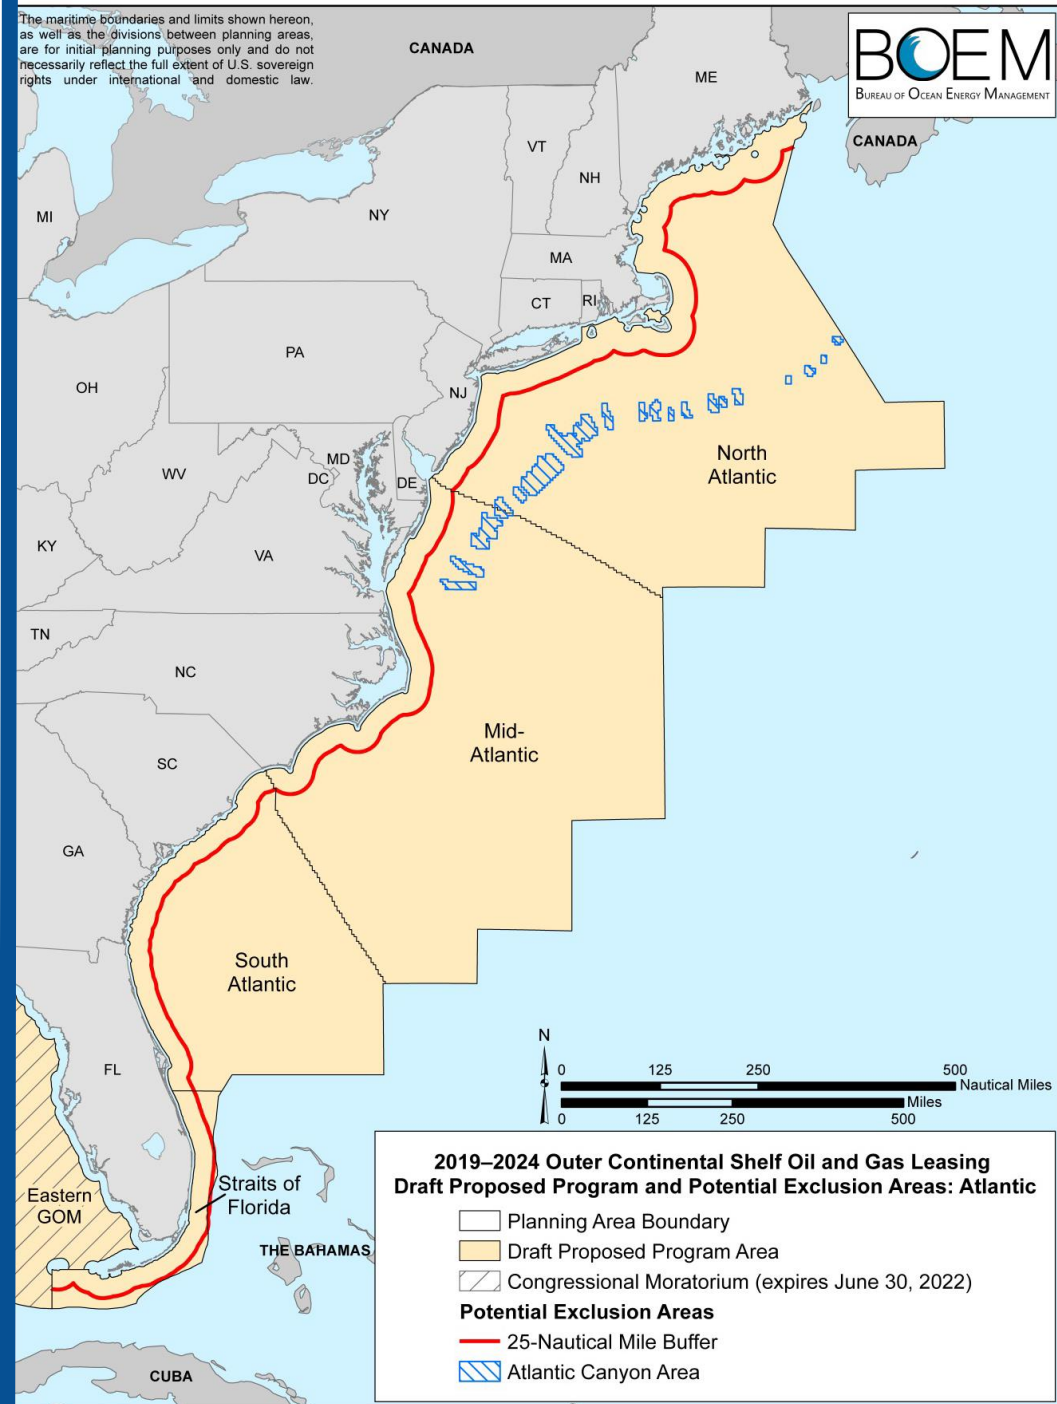 The maritime boundaries and limits shown hereon,
as well as the divisions between planning areas,
are for initial planning purposes only and do not
necessarily reflect the full extent of U.S. sovereign
rights under international and domestic law.
CANADA
BOEM
BUREAU OF OCEAN ENERGY MANAGEMENT
ME
CANADA
VT
NH
MI
NY
MA
CT
RI
PA
OH
NJ
MD
DC
DE
WV
North
Atlantic
KY
VA
TN
NC
Mid-
Atlantic
SC
GA
South
Atlantic
FL
N
0 125 250 500
Nautical Miles
Miles
0 125 250 500
Eastern
GOM
Straits of
Florida
THE BAHAMAS
CUBA
2019–2024 Outer Continental Shelf Oil and Gas Leasing
Draft Proposed Program and Potential Exclusion Areas: Atlantic
Planning Area Boundary
Draft Proposed Program Area
Congressional Moratorium (expires June 30, 2022)
Potential Exclusion Areas
25-Nautical Mile Buffer
Atlantic Canyon Area